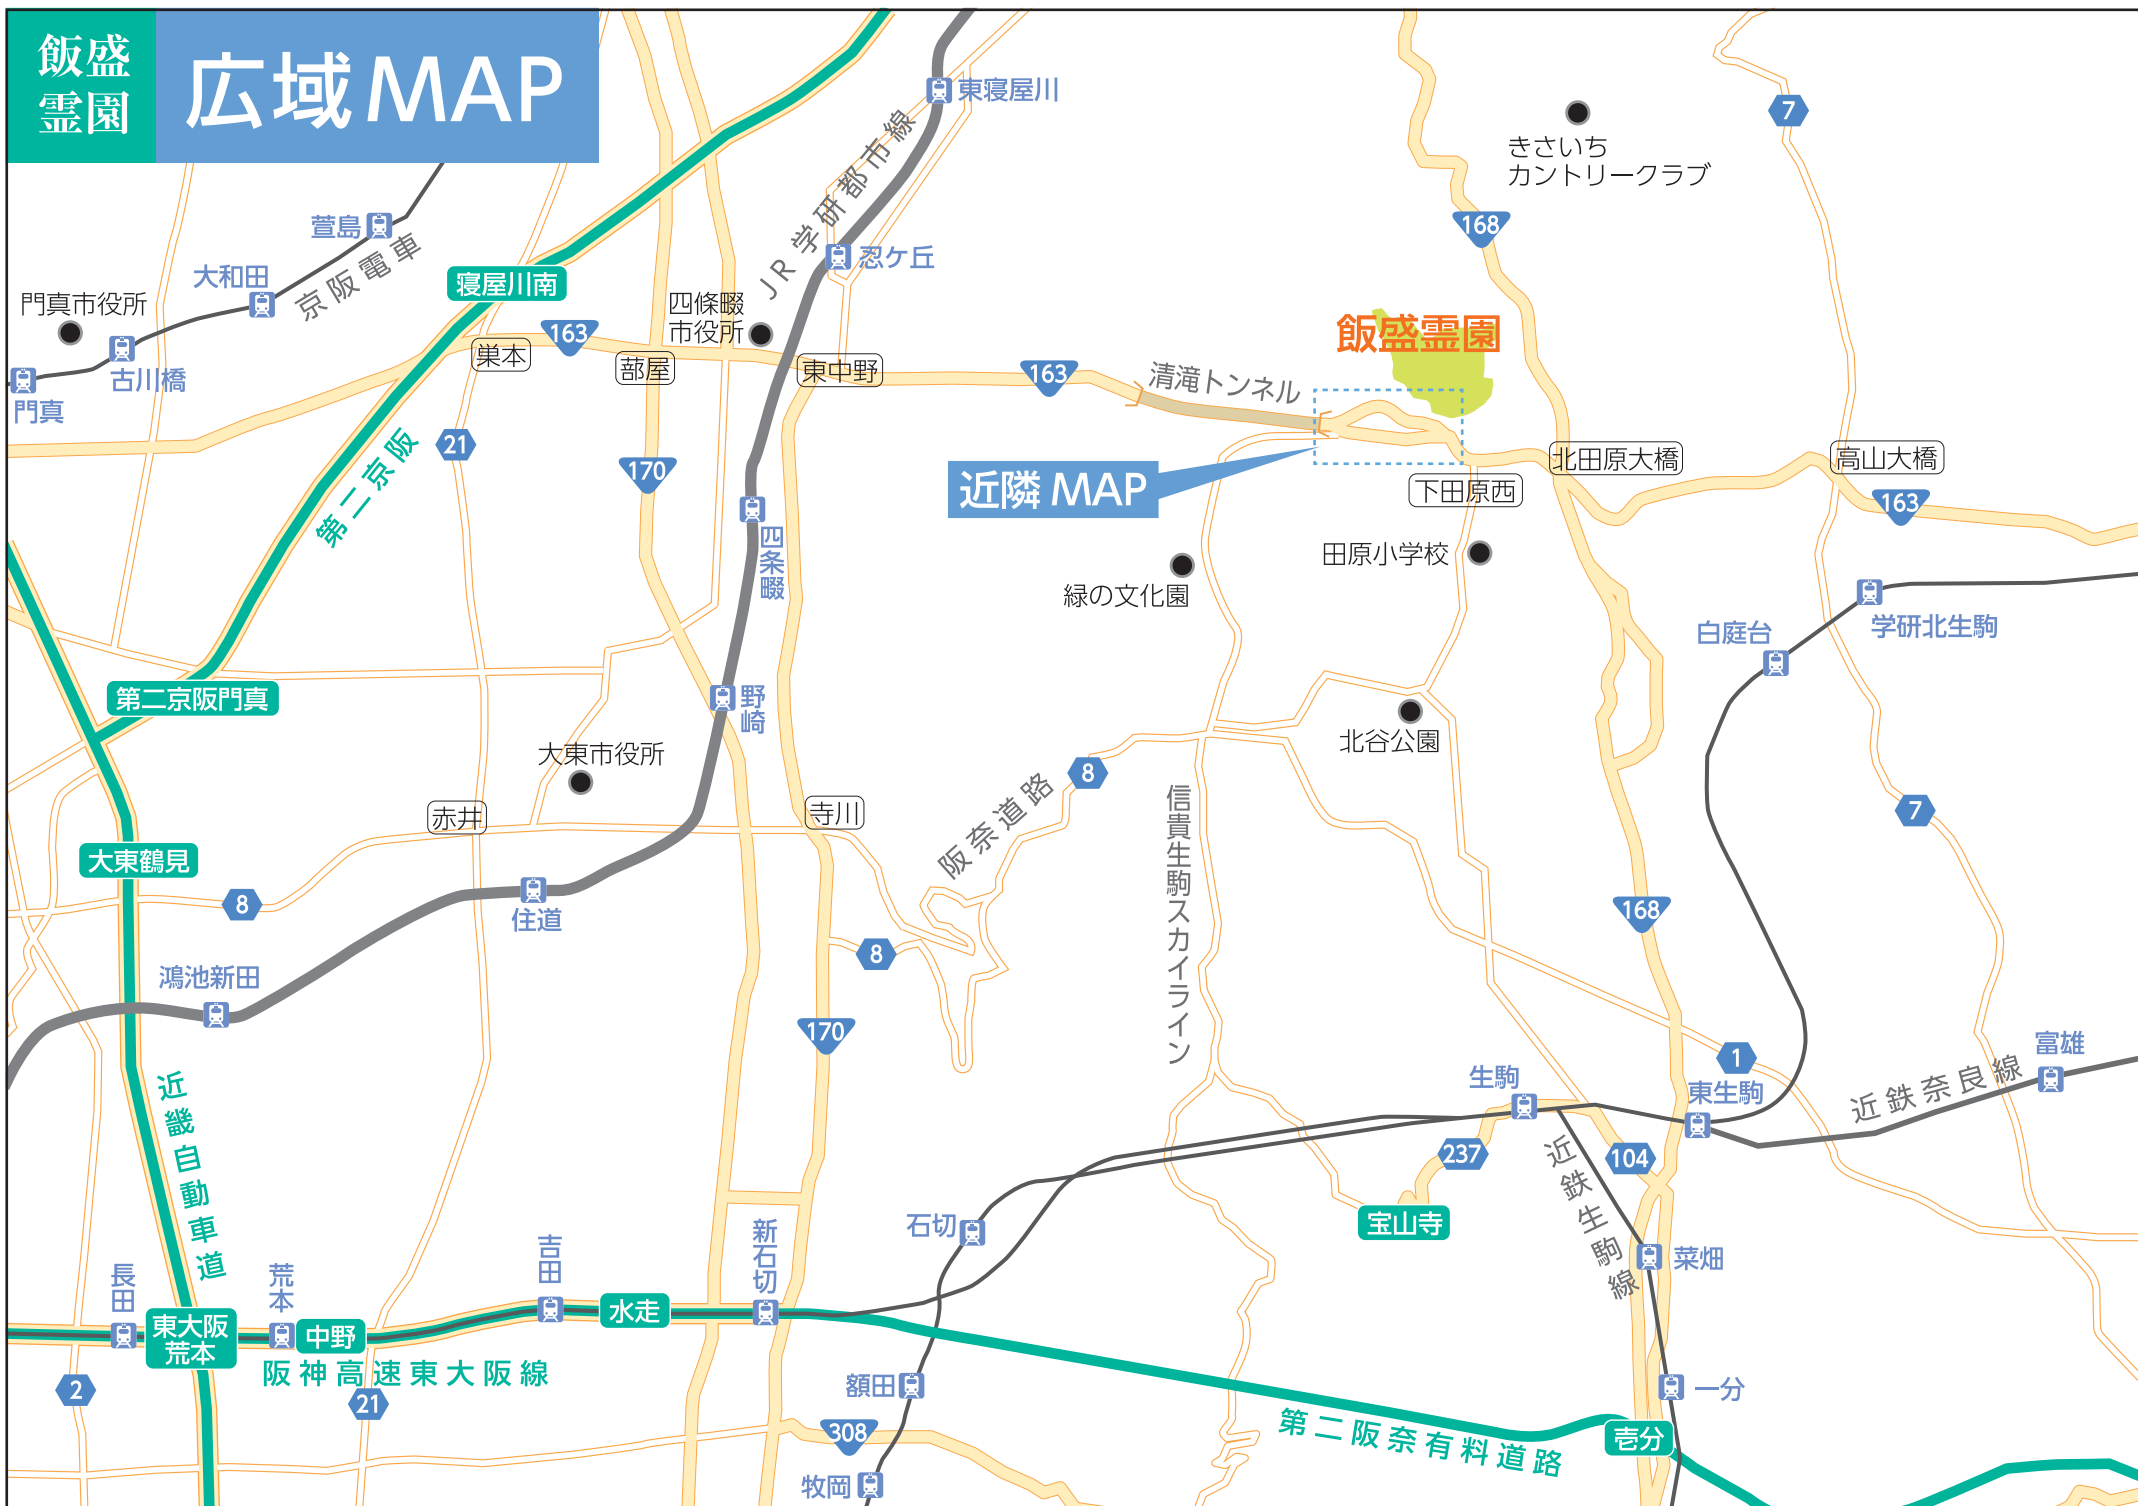 飯盛
霊園
広域MAP
東寝屋川
JR学研都市線
きさいち
カントリークラブ
7
168
萱島
京阪電車
大和田
門真市役所
古川橋
門真
寝屋川南
忍ケ丘
四條畷
市役所
163
巣本
蔀屋
東中野
163
清滝トンネル
飯盛霊園
21
第二京阪
170
近隣MAP
北田原大橋
高山大橋
下田原西
163
四条畷
田原小学校
緑の文化園
白庭台
学研北生駒
第二京阪門真
野崎
大東市役所
北谷公園
赤井
寺川
阪奈道路
8
信貴生駒スカイライン
7
大東鶴見
8
住道
8
168
鴻池新田
170
近畿自動車道
生駒
1
東生駒
富雄
近鉄奈良線
237
近鉄生駒線
104
宝山寺
石切
新石切
吉田
菜畑
長田
東大阪
荒本
荒本
中野
水走
阪神高速東大阪線
2
21
額田
308
一分
第二阪奈有料道路
壱分
牧岡